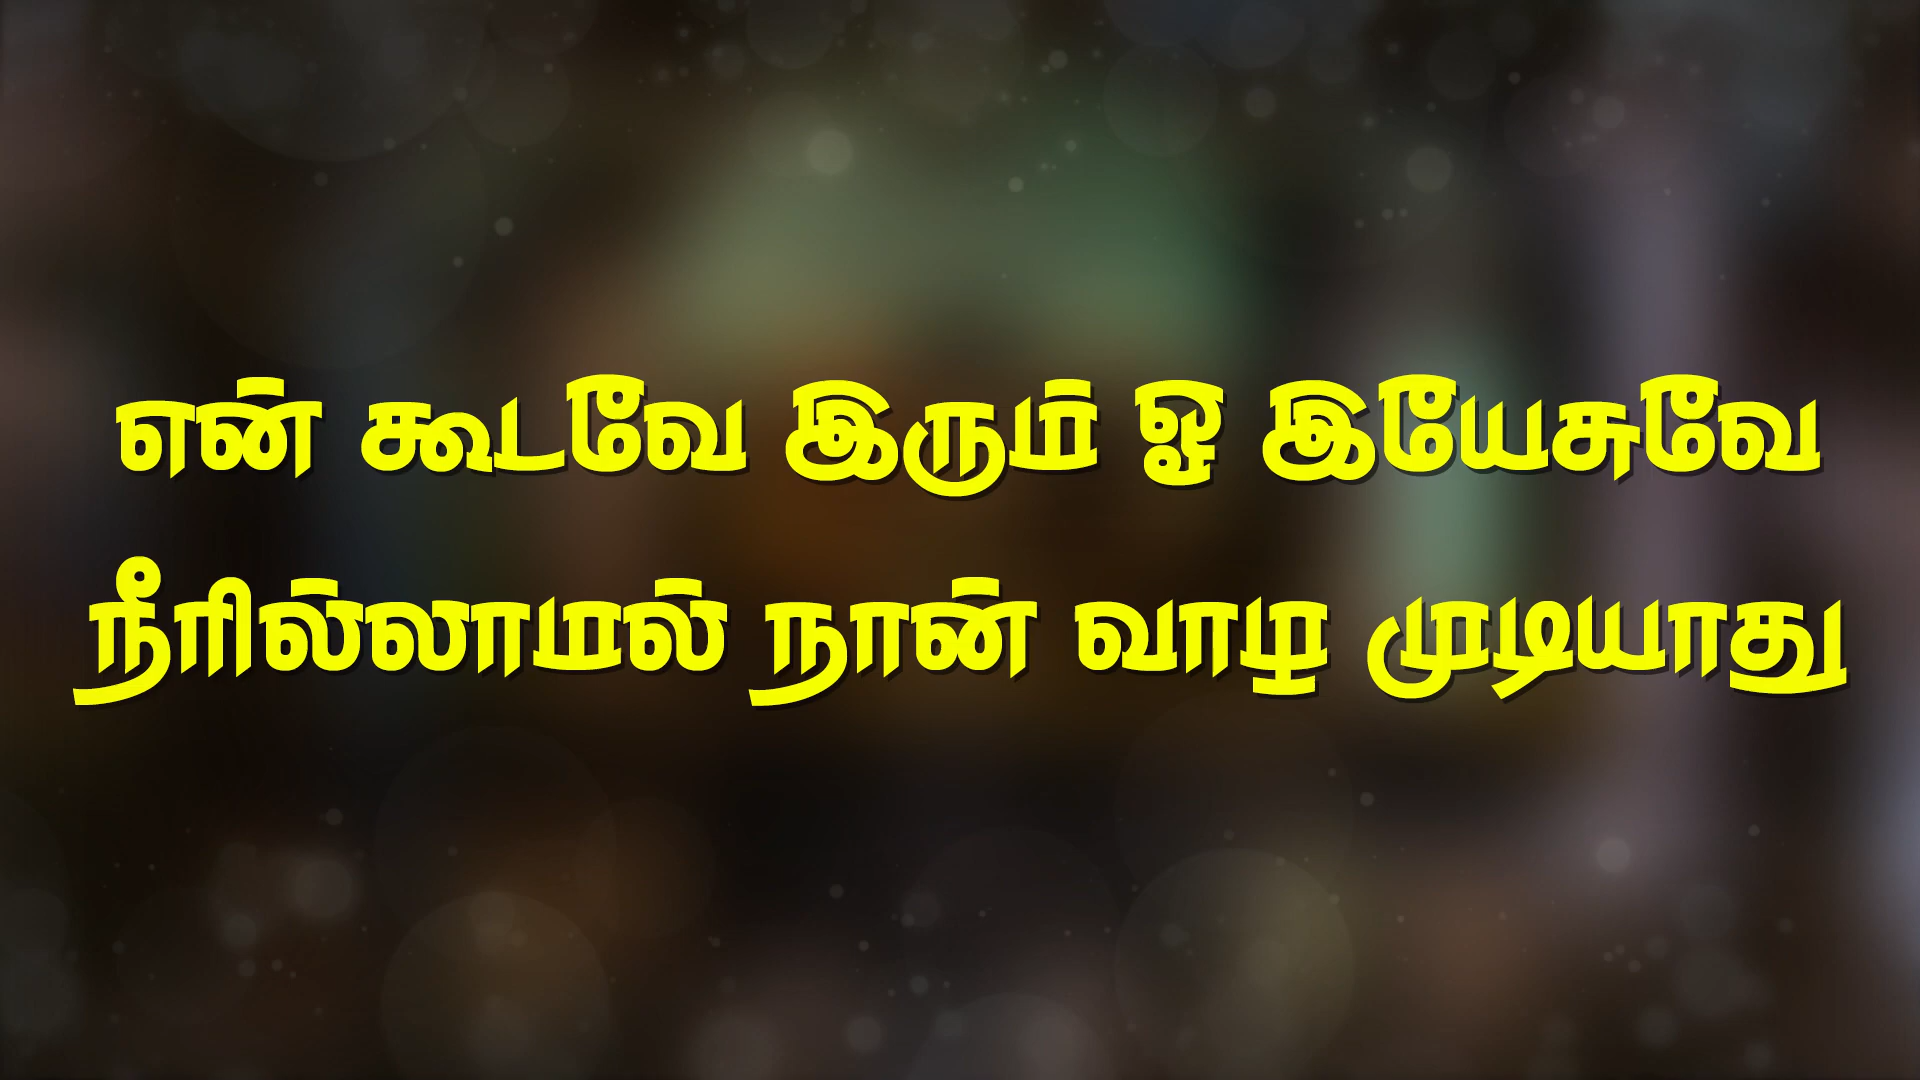 என் கூடவே இரும் ஓ இயேசுவே
நீரில்லாமல் நான் வாழ முடியாது